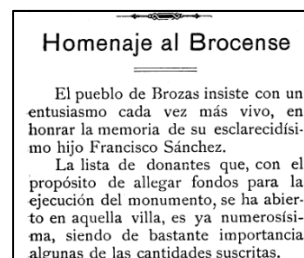 Homenaje al Brocense
El pueblo de Brozas insiste con un
entusiasmo cada vez más vivo, en
honrar la memoria de su esclarecidísi-
mo hijo Francisco Sánchez.
La lista de donantes que, con el
propósito de allegar fondos para la
ejecución del monumento, se ha abier-
to en aquella villa, es ya numerosísi-
ma, siendo de bastante importancia
algunas de las cantidades suscritas.